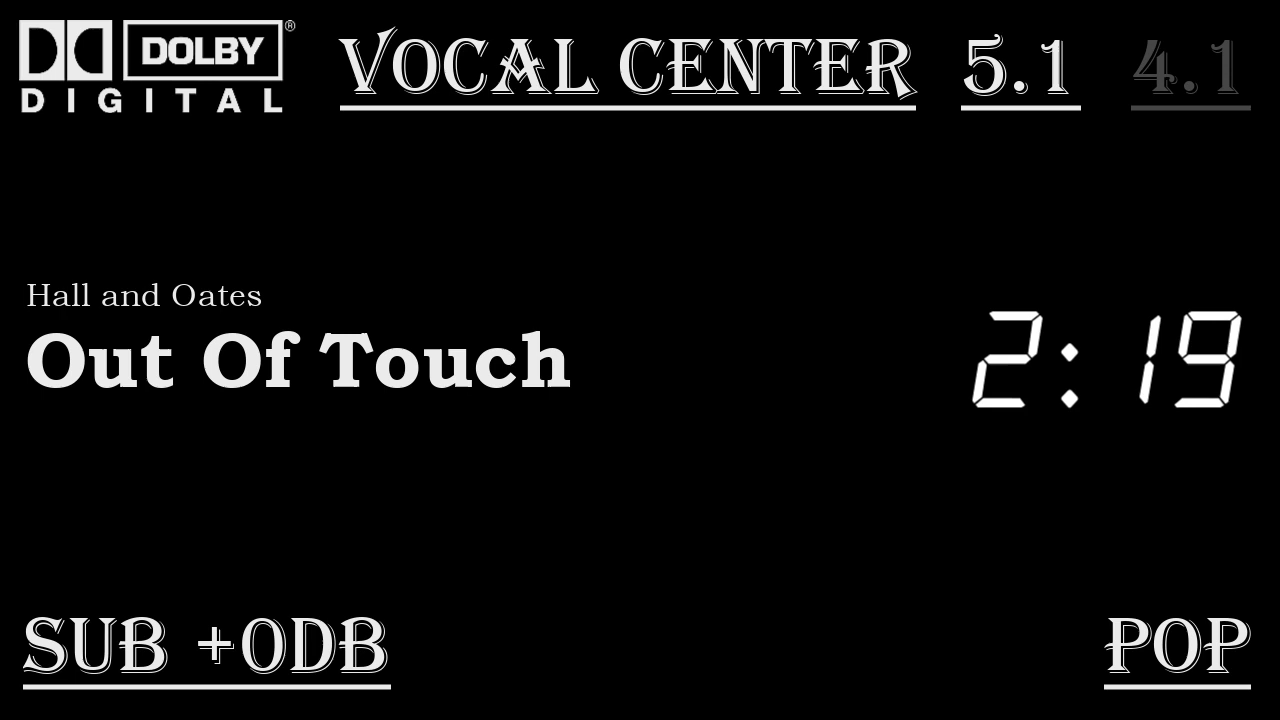 DOLBY® VOCAL CENTER 5.1 4.1
DIGITAL
Hall and Oates
Out Of Touch
2:19
SUB +0DB POP